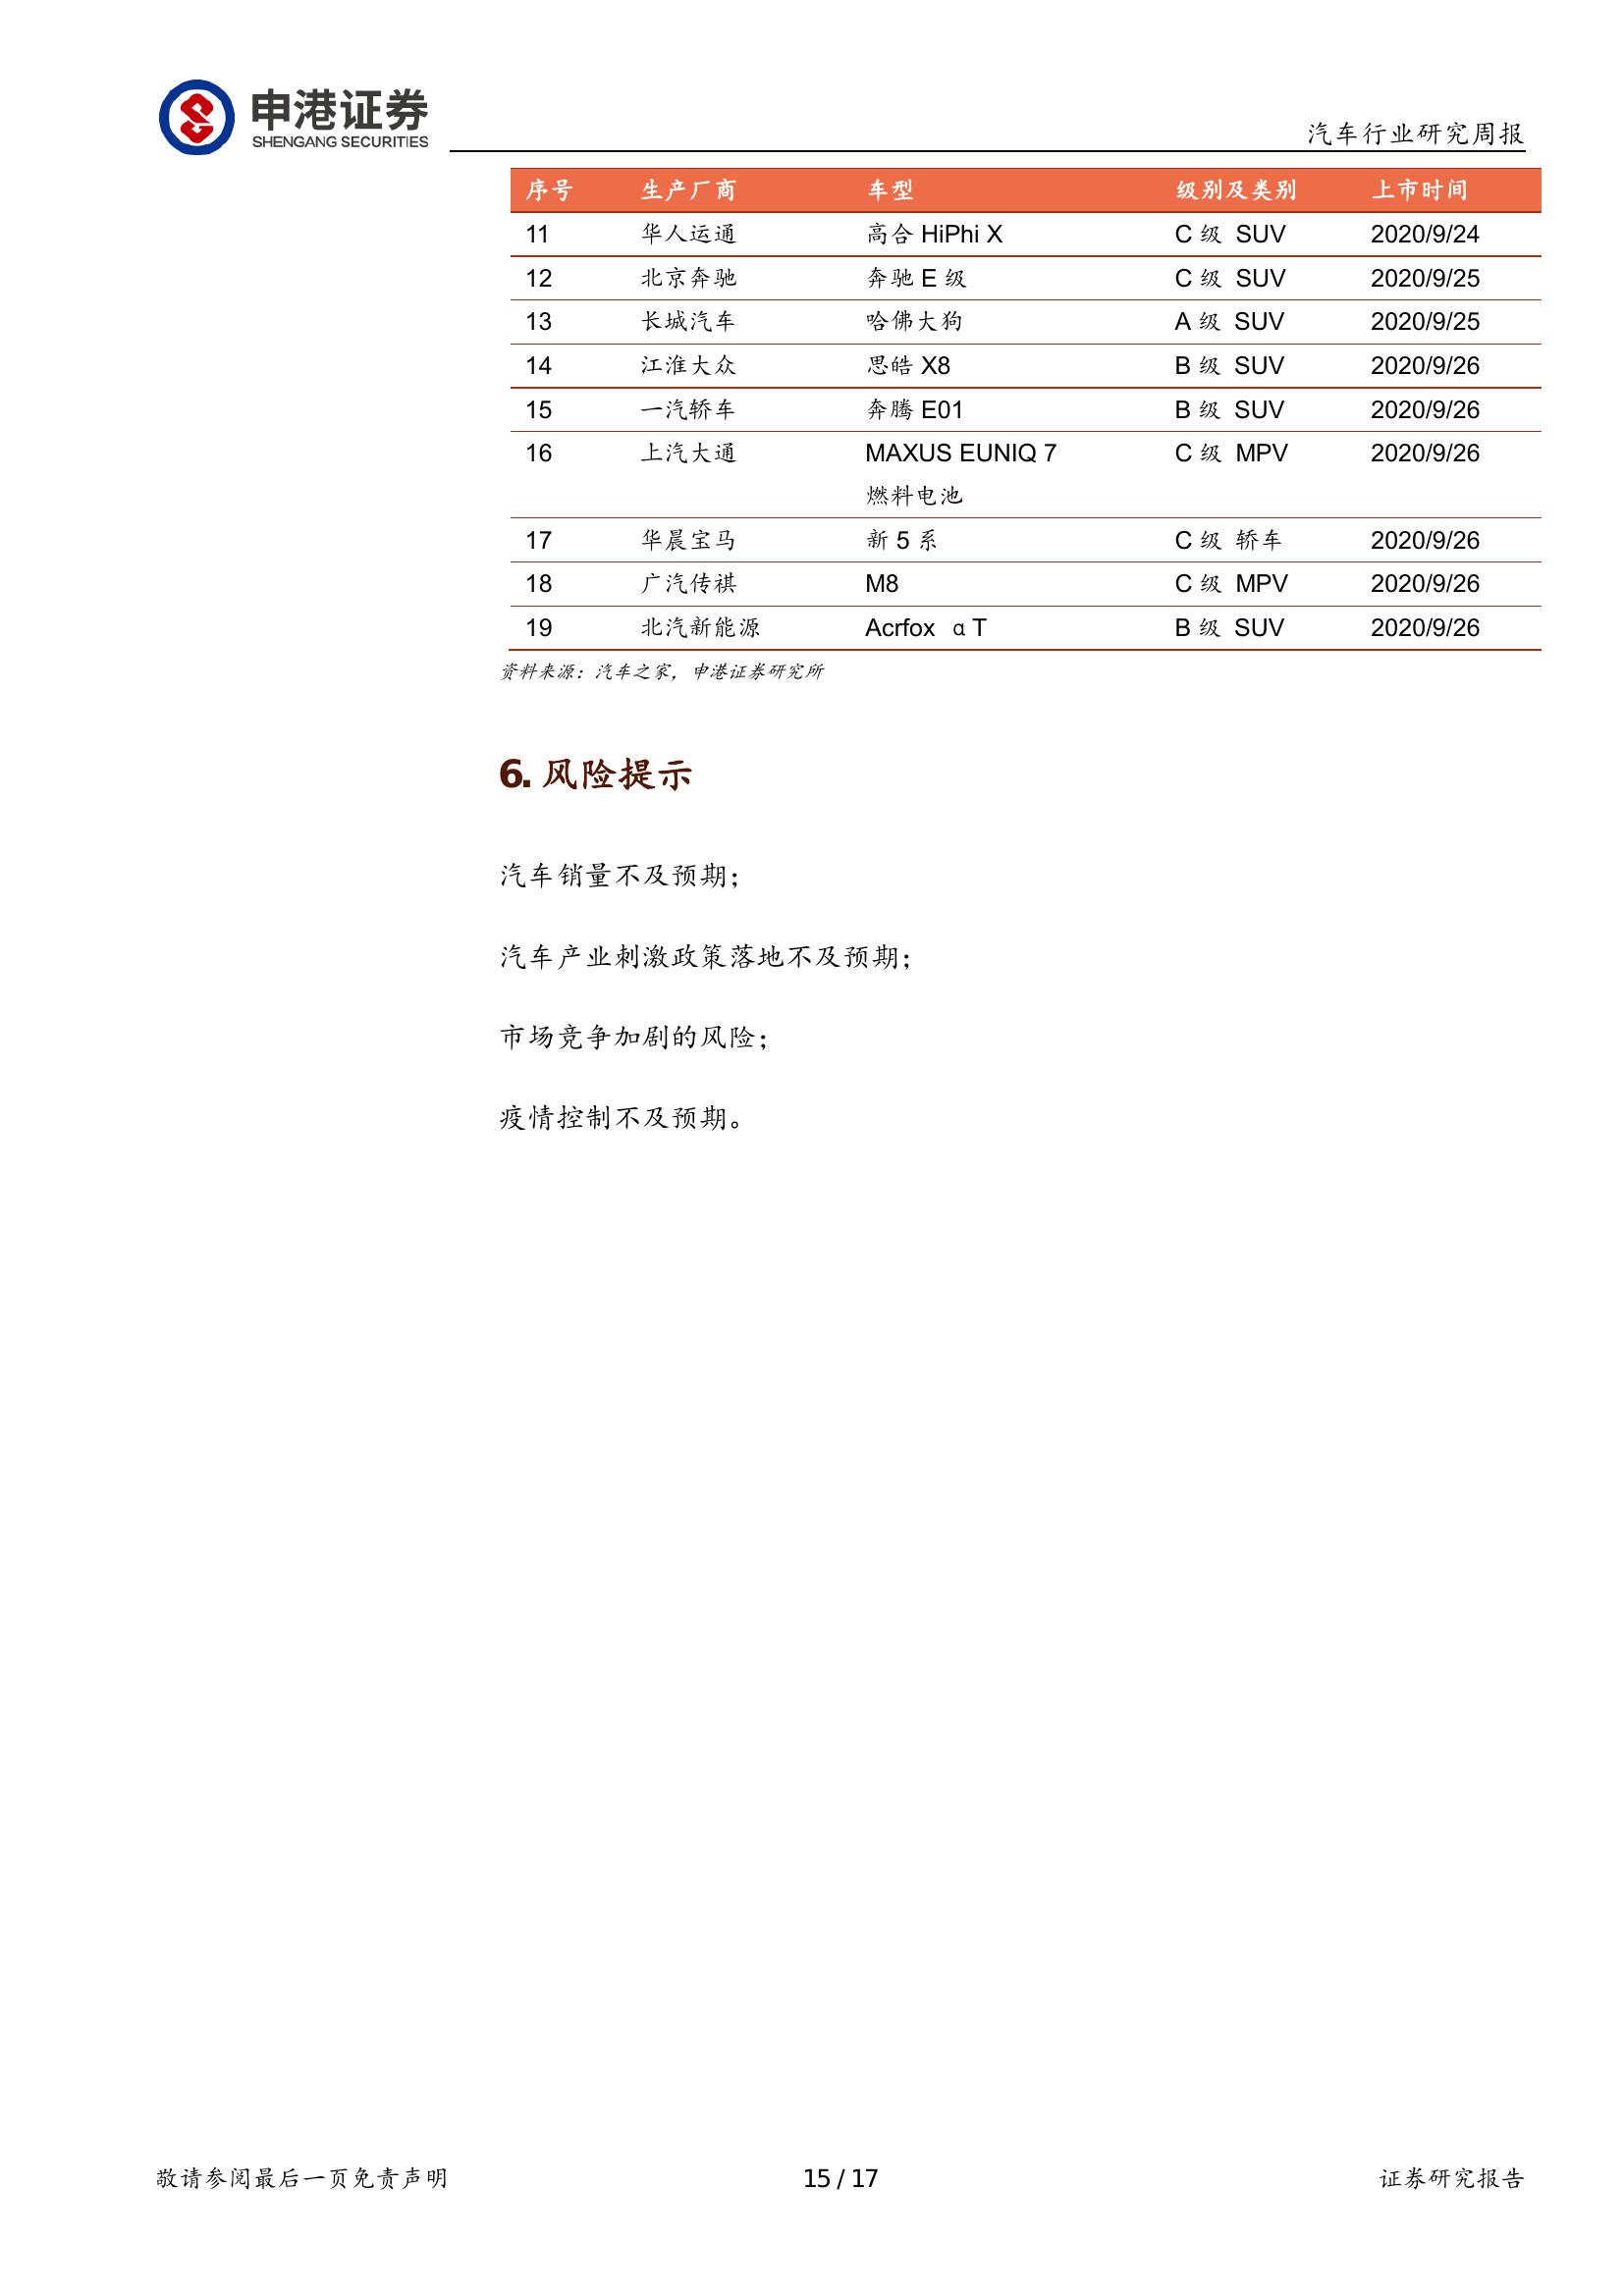 申港证券
SHENGANG SECURITIES
汽车行业研究周报
序号 生产厂商 车型 级别及类别 上市时间
11 华人运通 高合 HiPhi X C 级 SUV 2020/9/24
12 北京奔驰 奔驰 E 级 C 级 SUV 2020/9/25
13 长城汽车 哈佛大狗 A 级 SUV 2020/9/25
14 江淮大众 思皓 X8 B 级 SUV 2020/9/26
15 一汽轿车 奔腾 E01 B 级 SUV 2020/9/26
16 上汽大通 MAXUS EUNIQ 7 C 级 MPV 2020/9/26
燃料电池
17 华晨宝马 新 5 系 C 级 轿车 2020/9/26
18 广汽传祺 M8 C 级 MPV 2020/9/26
19 北汽新能源 Acrfox αT B 级 SUV 2020/9/26
资料来源：汽车之家，申港证券研究所
6. 风险提示
汽车销量不及预期；
汽车产业刺激政策落地不及预期；
市场竞争加剧的风险；
疫情控制不及预期。
敬请参阅最后一页免责声明 15 / 17 证券研究报告